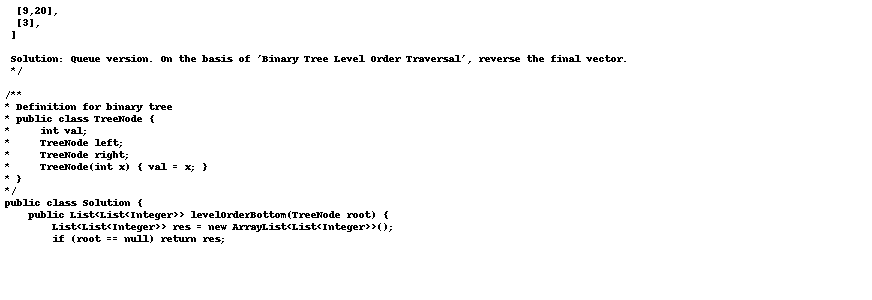 [9,20],
[3],
]
Solution: Queue version. On the basis of 'Binary Tree Level Order Traversal', reverse the final vector.
*/
/**
* Definition for binary tree
* public class TreeNode {
*     int val;
*     TreeNode left;
*     TreeNode right;
*     TreeNode(int x) { val = x; }
* }
*/
public class Solution {
    public List<List<Integer>> levelOrderBottom(TreeNode root) {
        List<List<Integer>> res = new ArrayList<List<Integer>>();
        if (root == null) return res;